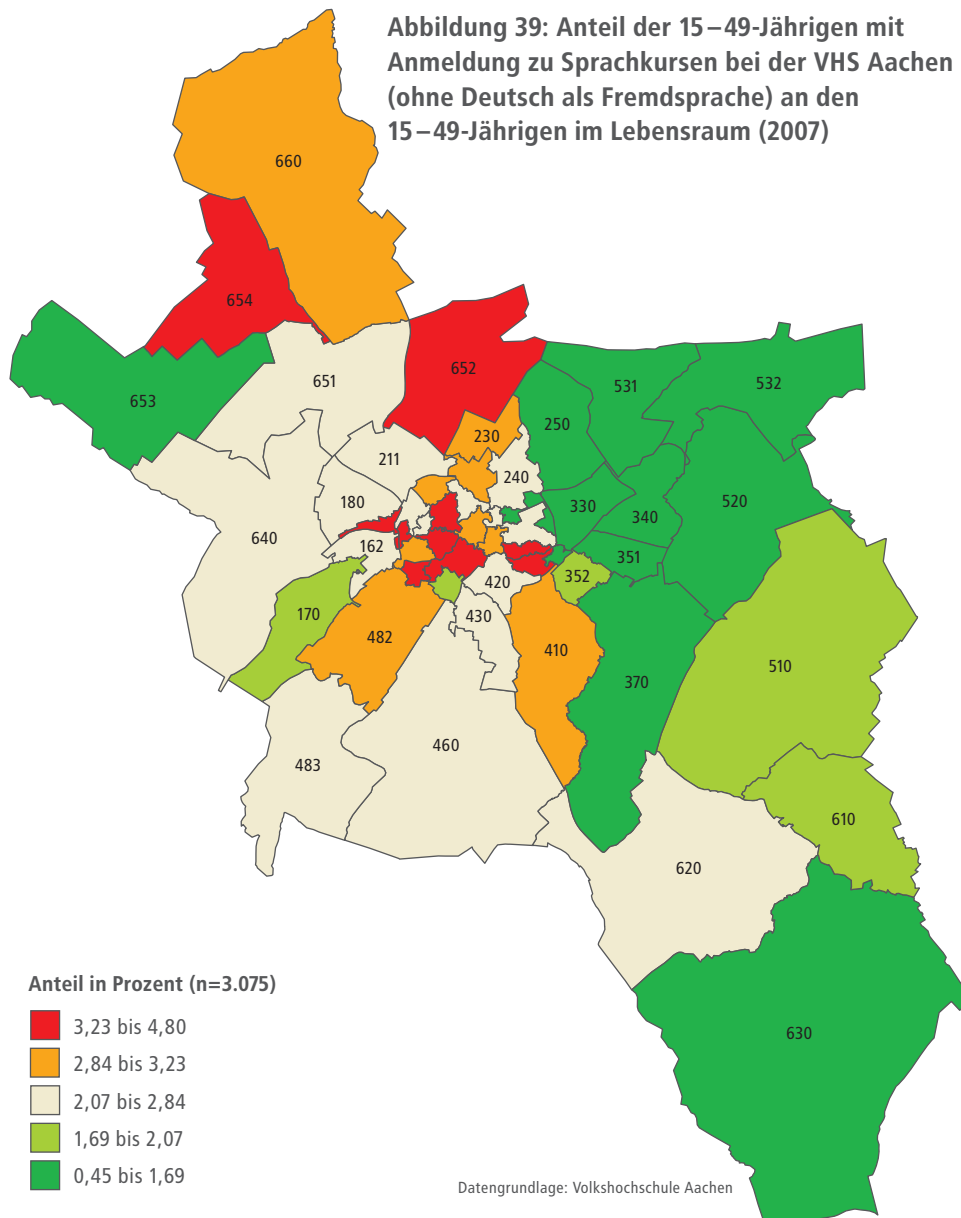 Abbildung 39: Anteil der 15–49-Jährigen mit
Anmeldung zu Sprachkursen bei der VHS Aachen
(ohne Deutsch als Fremdsprache) an den
15–49-Jährigen im Lebensraum (2007)
660
654
653
651
652
531
532
250
230
211
240
180
330
340
520
640
162
351
352
420
170
430
482
410
370
510
460
483
610
620
630
Anteil in Prozent (n=3.075)
3,23 bis 4,80
2,84 bis 3,23
2,07 bis 2,84
1,69 bis 2,07
0,45 bis 1,69
Datengrundlage: Volkshochschule Aachen